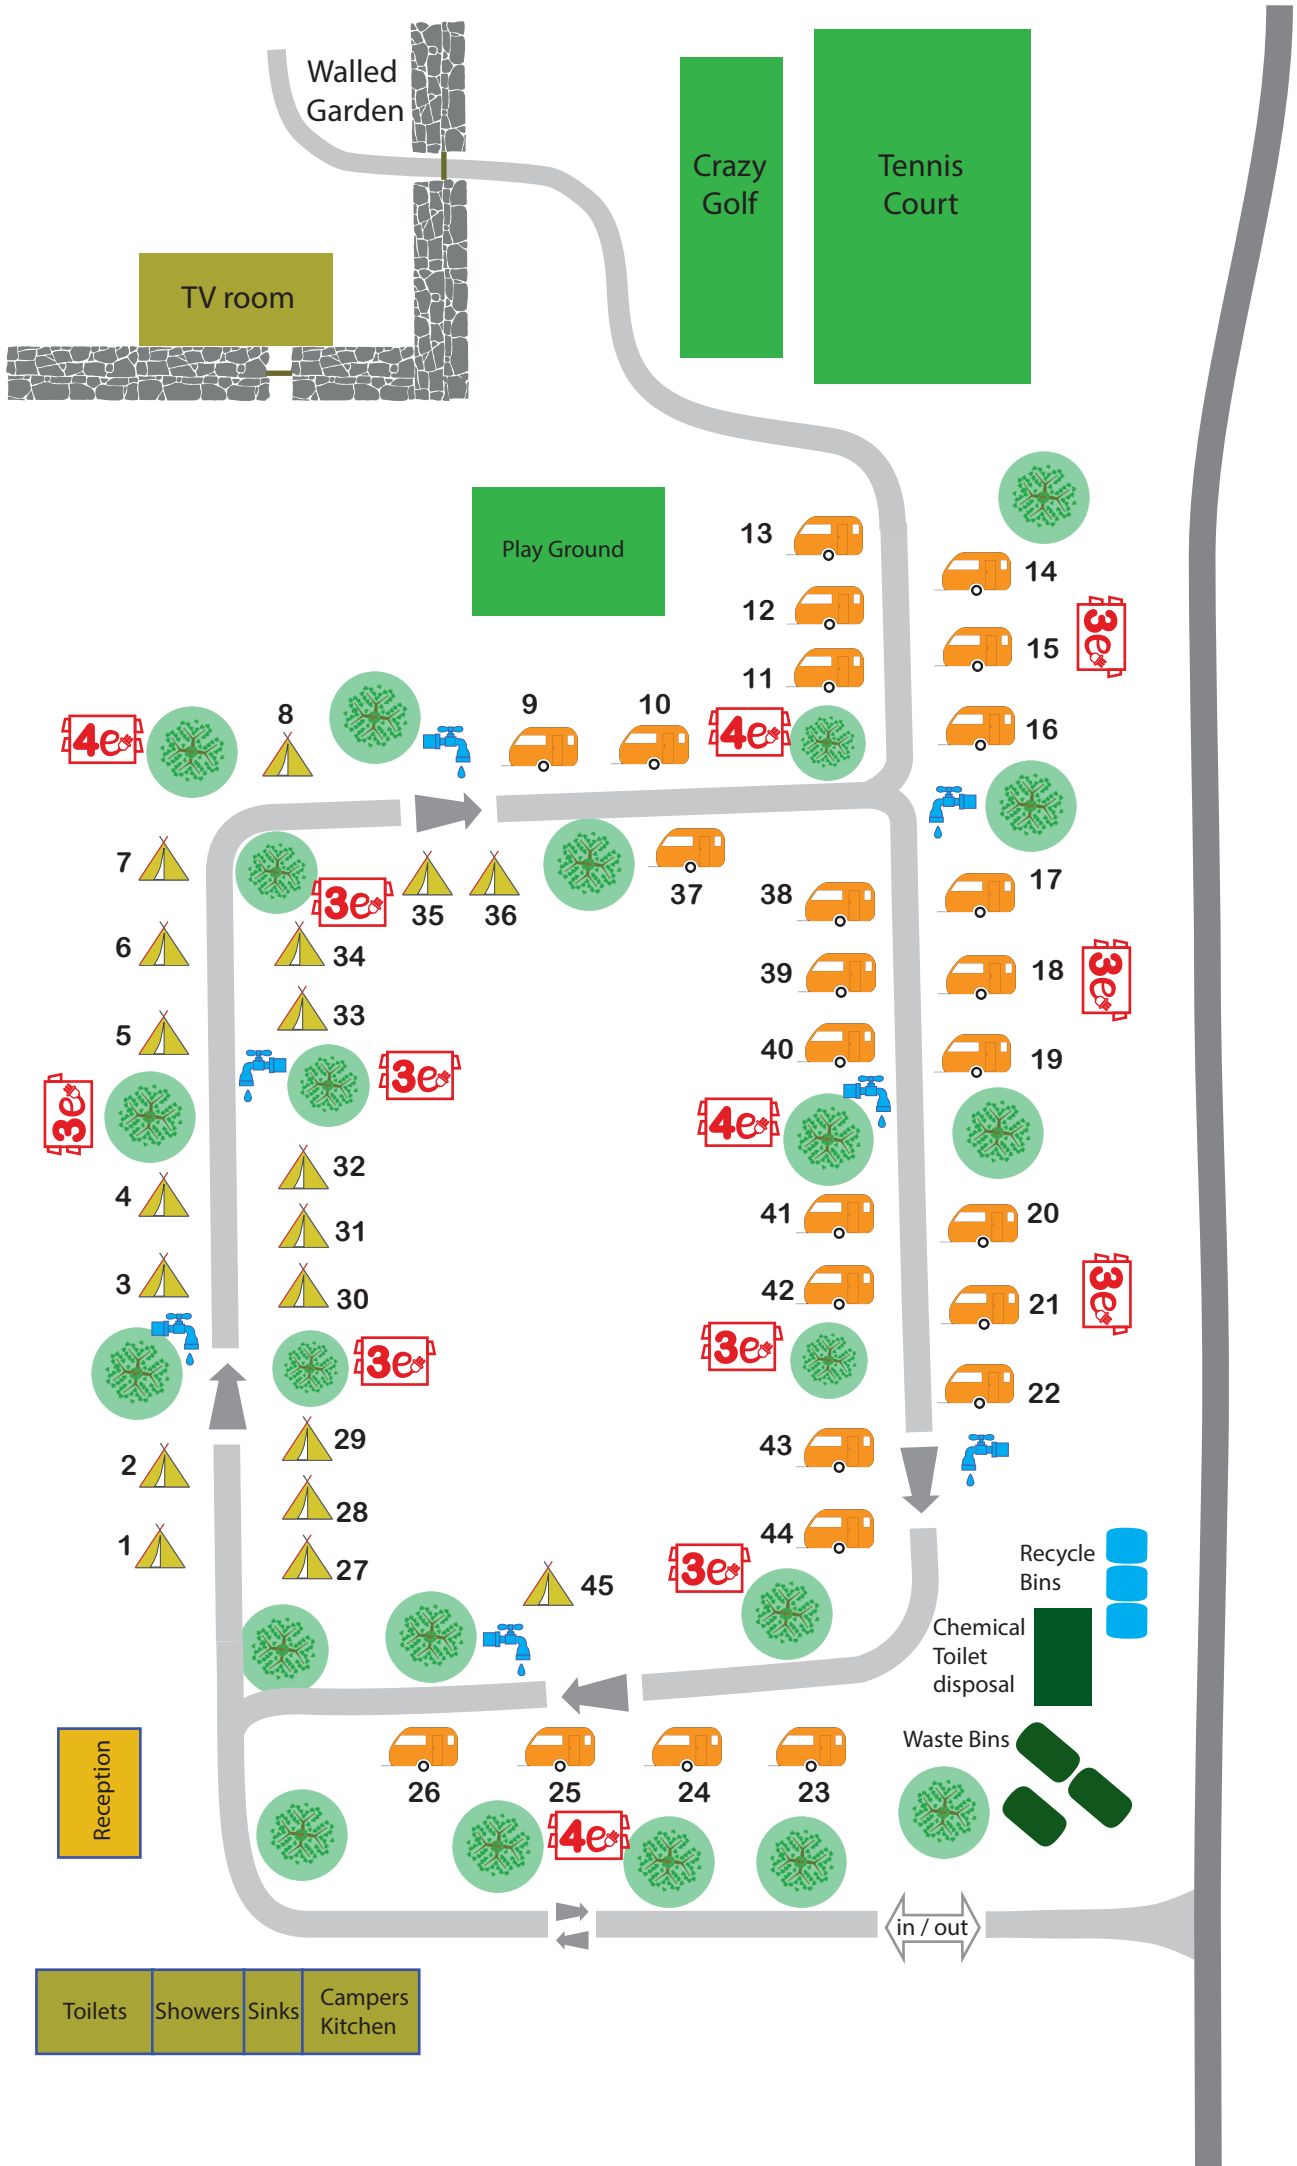 Walled
Garden
Crazy
Golf
Tennis
Court
TV room
Play Ground
13
14
12
15
3e
11
16
8
9
10
4e
4e
7
17
37
38
3e
35
36
6
34
39
18
3e
33
5
40
19
3e
3e
4e
32
4
41
20
31
3
42
30
21
3e
3e
3e
22
29
43
2
28
44
1
27
45
3e
Recycle
Bins
Chemical
Toilet
disposal
Reception
Waste Bins
26
25
24
23
4e
in / out
Toilets
Showers
Sinks
Campers
Kitchen